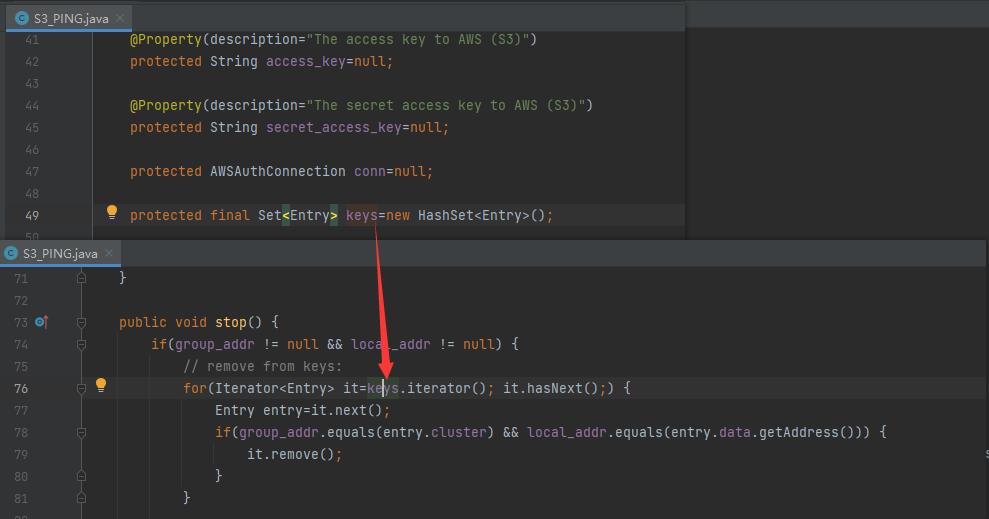 S3_PING.java
41 @Property(description="The access key to AWS (S3)")
42 protected String access_key=null;
43
44 @Property(description="The secret access key to AWS (S3)")
45 protected String secret_access_key=null;
46
47 protected AWSAuthConnection conn=null;
48
49 protected final Set<Entry> keys=new HashSet<Entry>();
50
S3_PING.java
71 }
72
73 public void stop() {
74 if(group_addr != null && local_addr != null) {
75 // remove from keys:
76 for(Iterator<Entry> it=keys.iterator(); it.hasNext();) {
77 Entry entry=it.next();
78 if(group_addr.equals(entry.cluster) && local_addr.equals(entry.data.getAddress())) {
79 it.remove();
80 }
81 }